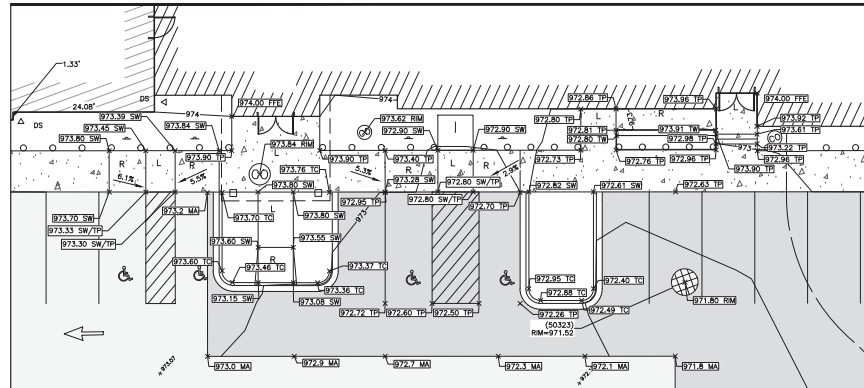 1.33'
24.08'
DS
974
974.00 FFE
DS
973.39 SW
973.45 SW
973.84 SW
973.80 SW
973.90 TP
973.84 RIM
974
973.62 RIM
972.90 SW
972.90 SW
972.86 TP
973.96 TP
974.00 FFE
972.80 TP
972.81 TP
972.80 TW
973.91 TW
972.98 TP
973.92 TP
973.61 TP
973.22 TP
972.96 TP
973.90 TP
973
973.90 TP
973.76 TC
973.80 SW
973.40 TP
973.28 SW
972.80 SW/TP
972.73 TP
972.76 TP
972.96 TP
R
L
R
L
R
L
R
L
R
L
R
L
I
CO
6.1%
5.5%
5.3%
2.9%
973.70 SW
973.33 SW/TP
973.30 SW/TP
973.2 MA
973.70 TC
973.80 SW
972.95 TP
973
972.80 SW/TP
972.70 TP
972.82 SW
972.61 SW
972.63 TP
973.60 SW
973.55 SW
973.60 TC
973.46 TC
R
973.37 TC
973.36 TC
973.15 SW
973.08 SW
972.72 TP
972.60 TP
972.50 TP
972.95 TC
972.88 TC
972.40 TC
972.49 TC
972.26 TP
(50323)
RIM=971.52
971.80 RIM
973.57
973.0 MA
972.9 MA
972.7 MA
972.3 MA
972.1 MA
971.8 MA